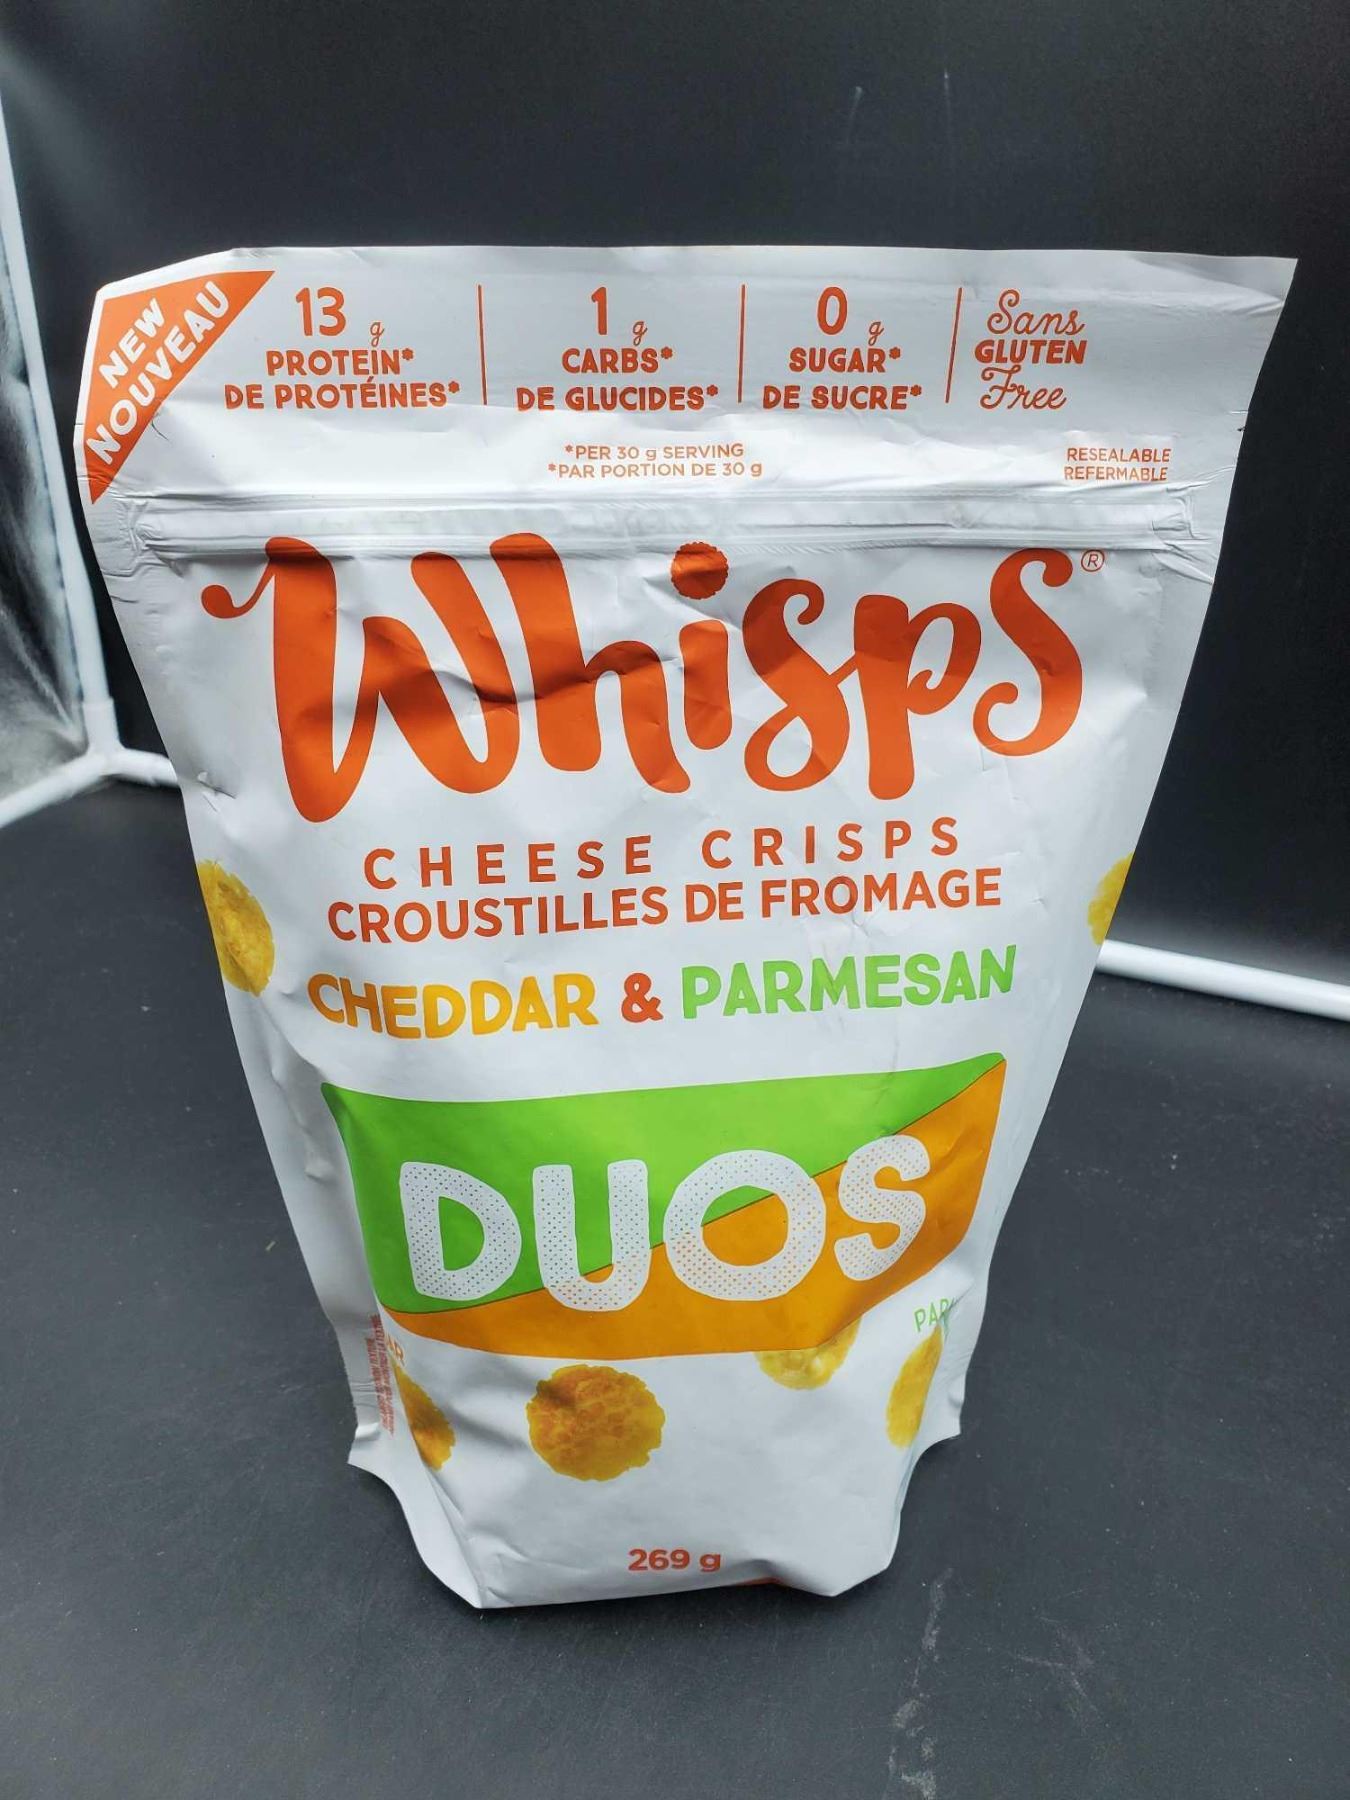 NEW
NOUVEAU
13 g
PROTEIN*
DE PROTÉINES*
1 g
CARBS*
DE GLUCIDES*
0 g
SUGAR*
DE SUCRE*
Sans
GLUTEN
Free
*PER 30 g SERVING
*PAR PORTION DE 30 g
RESEALABLE
REFERMABLE
Whisps®
CHEESE CRISPS
CROUSTILLES DE FROMAGE
CHEDDAR & PARMESAN
DUOS
269 g